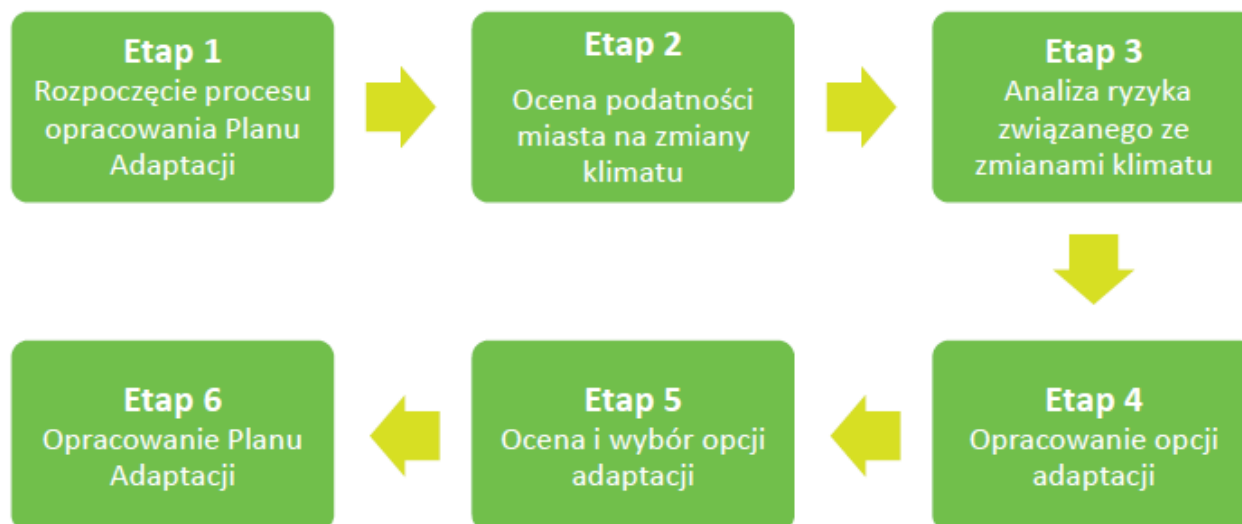 Etap 1
Rozpoczęcie procesu
opracowania Planu
Adaptacji
Etap 2
Ocena podatności
miasta na zmiany
klimatu
Etap 3
Analiza ryzyka
związanego ze
zmianami klimatu
Etap 4
Opracowanie opcji
adaptacji
Etap 5
Ocena i wybór opcji
adaptacji
Etap 6
Opracowanie Planu
Adaptacji